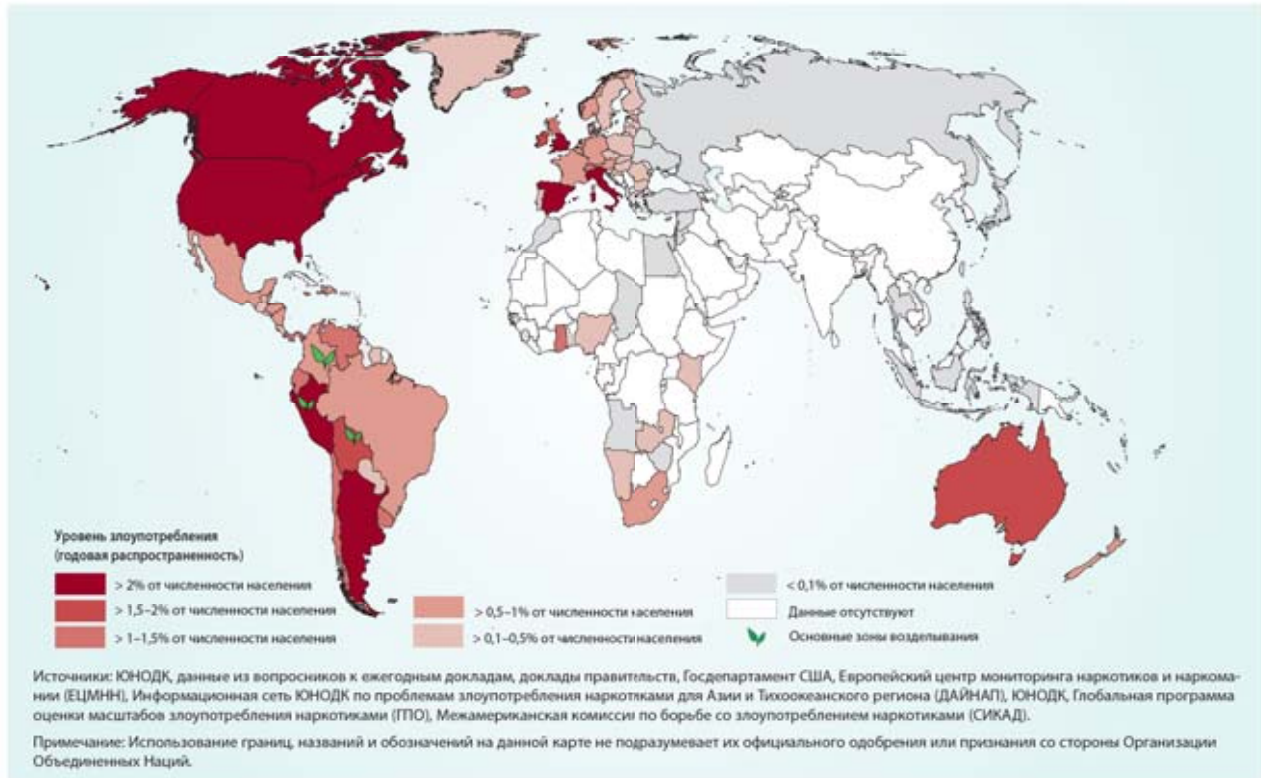 Уровень злоупотребления
(годовая распространенность)
> 2% от численности населения
> 1,5–2% от численности населения
> 1–1,5% от численности населения
> 0,5–1% от численности населения
> 0,1–0,5% от численности населения
< 0,1% от численности населения
Данные отсутствуют
Основные зоны возделывания
Источники: ЮНОДК, данные из вопросников к ежегодным докладам, доклады правительств, Госдепартамент США, Европейский центр мониторинга наркотиков и наркома-
нии (ЕЦМНН), Информационная сеть ЮНОДК по проблемам злоупотребления наркотиками для Азии и Тихоокеанского региона (ДАЙНАП), ЮНОДК, Глобальная программа
оценки масштабов злоупотребления наркотиками (ГПО), Межамериканская комиссия по борьбе со злоупотреблением наркотиками (СИКАД).
Примечание: Использование границ, названий и обозначений на данной карте не подразумевает их официального одобрения или признания со стороны Организации
Объединенных Наций.